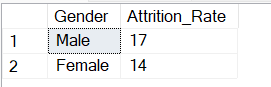 Gender Attrition_Rate
1 Male 17
2 Female 14